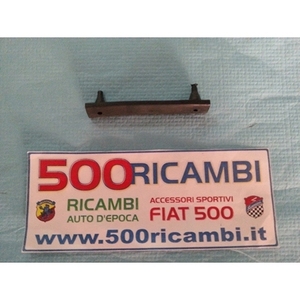 500RICAMBI
RICAMBI
AUTO D'EPOCA
ACCESSORI SPORTIVI
FIAT 500
www.500ricambi.it